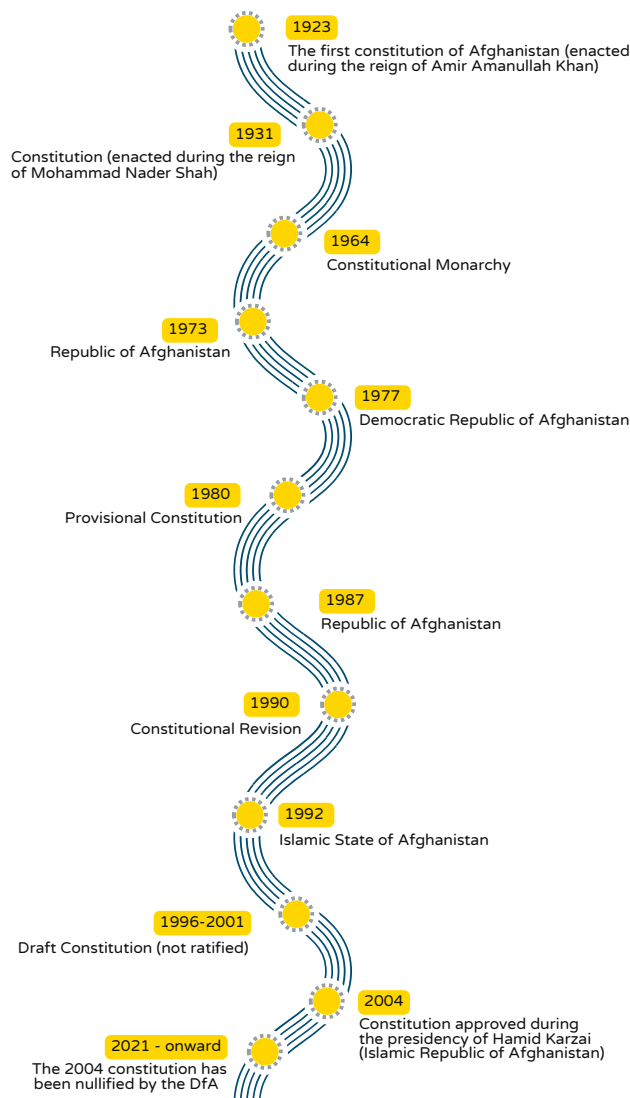 1923
The first constitution of Afghanistan (enacted
during the reign of Amir Amanullah Khan)
1931
Constitution (enacted during the reign
of Mohammad Nader Shah)
1964
Constitutional Monarchy
1973
Republic of Afghanistan
1977
Democratic Republic of Afghanistan
1980
Provisional Constitution
1987
Republic of Afghanistan
1990
Constitutional Revision
1992
Islamic State of Afghanistan
1996-2001
Draft Constitution (not ratified)
2004
Constitution approved during
the presidency of Hamid Karzai
(Islamic Republic of Afghanistan)
2021 - onward
The 2004 constitution has
been nullified by the DfA